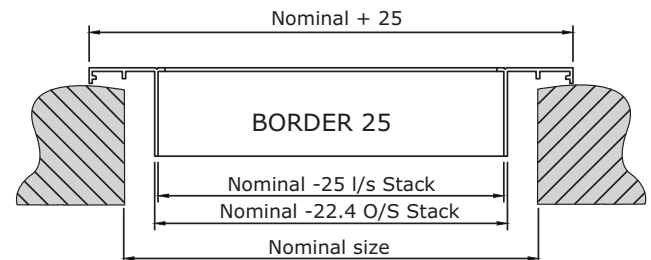 Nominal + 25
BORDER 25
Nominal -25 l/s Stack
Nominal -22.4 O/S Stack
Nominal size